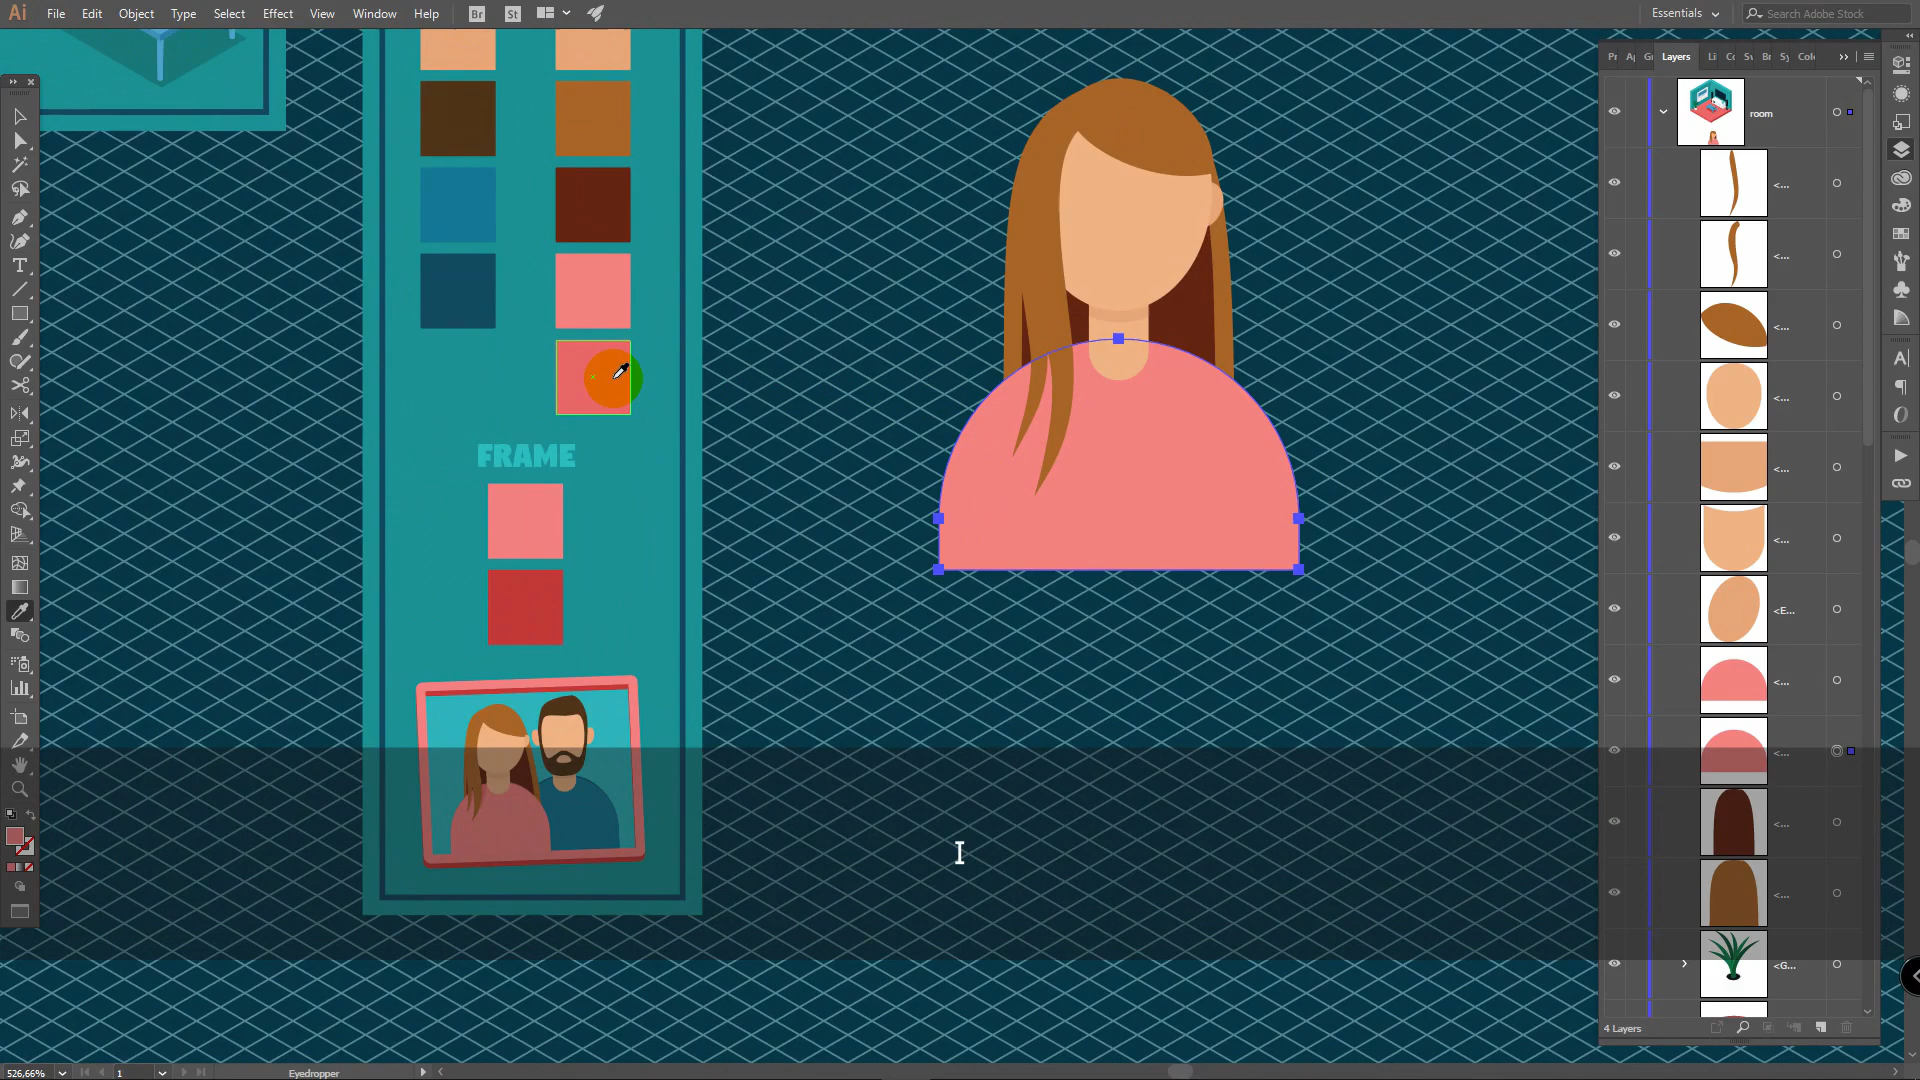 Ai File Edit Object Type Select Effect View Window Help Br St Essentials Search Adobe Stock
Layers
room
<...
<...
<...
<...
<...
<...
<E...
<...
<...
<...
<...
<G...
FRAME
I
4 Layers
526,66% 1 Eyedropper